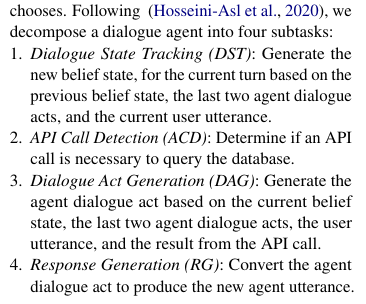 chooses. Following (Hosseini-Asl et al., 2020), we
decompose a dialogue agent into four subtasks:
1. Dialogue State Tracking (DST): Generate the
new belief state, for the current turn based on the
previous belief state, the last two agent dialogue
acts, and the current user utterance.
2. API Call Detection (ACD): Determine if an API
call is necessary to query the database.
3. Dialogue Act Generation (DAG): Generate the
agent dialogue act based on the current belief
state, the last two agent dialogue acts, the user
utterance, and the result from the API call.
4. Response Generation (RG): Convert the agent
dialogue act to produce the new agent utterance.